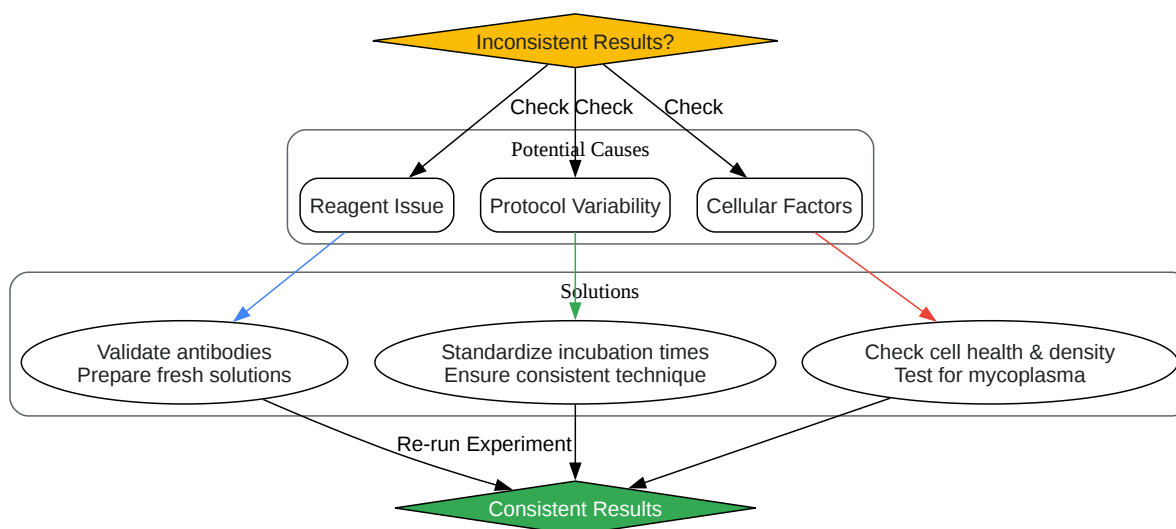 Inconsistent Results?
Check
Check
Check
Potential Causes
Reagent Issue
Protocol Variability
Cellular Factors
Solutions
Validate antibodies
Prepare fresh solutions
Standardize incubation times
Ensure consistent technique
Check cell health & density
Test for mycoplasma
Re-run Experiment
Consistent Results